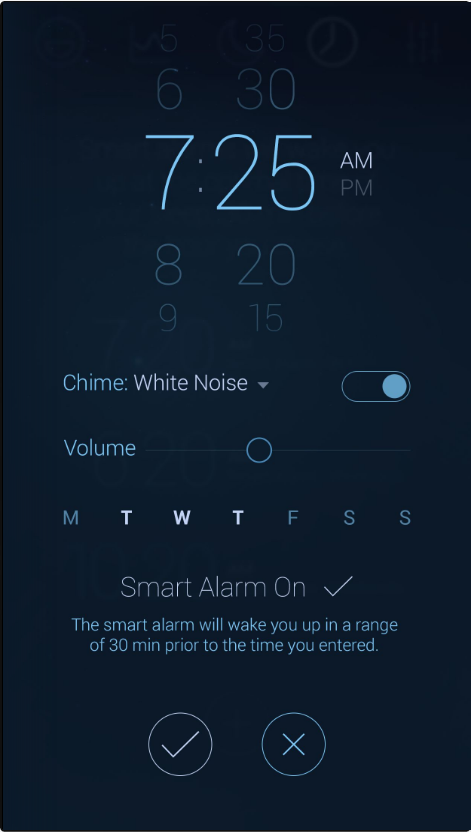 5 35
6 30
7:25 AM
PM
8 20
9 15
Chime: White Noise
Volume
M T W T F S S
Smart Alarm On
The smart alarm will wake you up in a range
of 30 min prior to the time you entered.